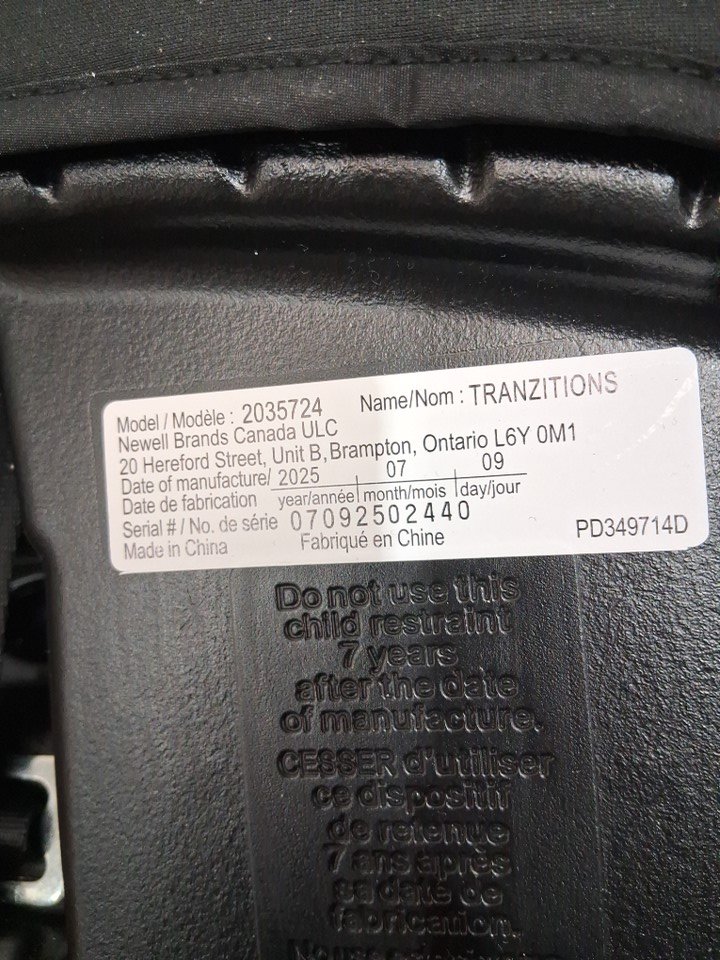 Model / Modèle : 2035724 Name/Nom : TRANZITIONS
Newell Brands Canada ULC
20 Hereford Street, Unit B, Brampton, Ontario L6Y 0M1
Date of manufacture/ 2025 07 09
Date de fabrication year/année month/mois day/jour
Serial # / No. de série 07092502440
Made in China Fabriqué en Chine PD349714D
Do not use this
child restraint
7 years
after the date
of manufacture.
CESSER d'utiliser
ce dispositif
de retenue
7 ans après
sa date de
fabrication.